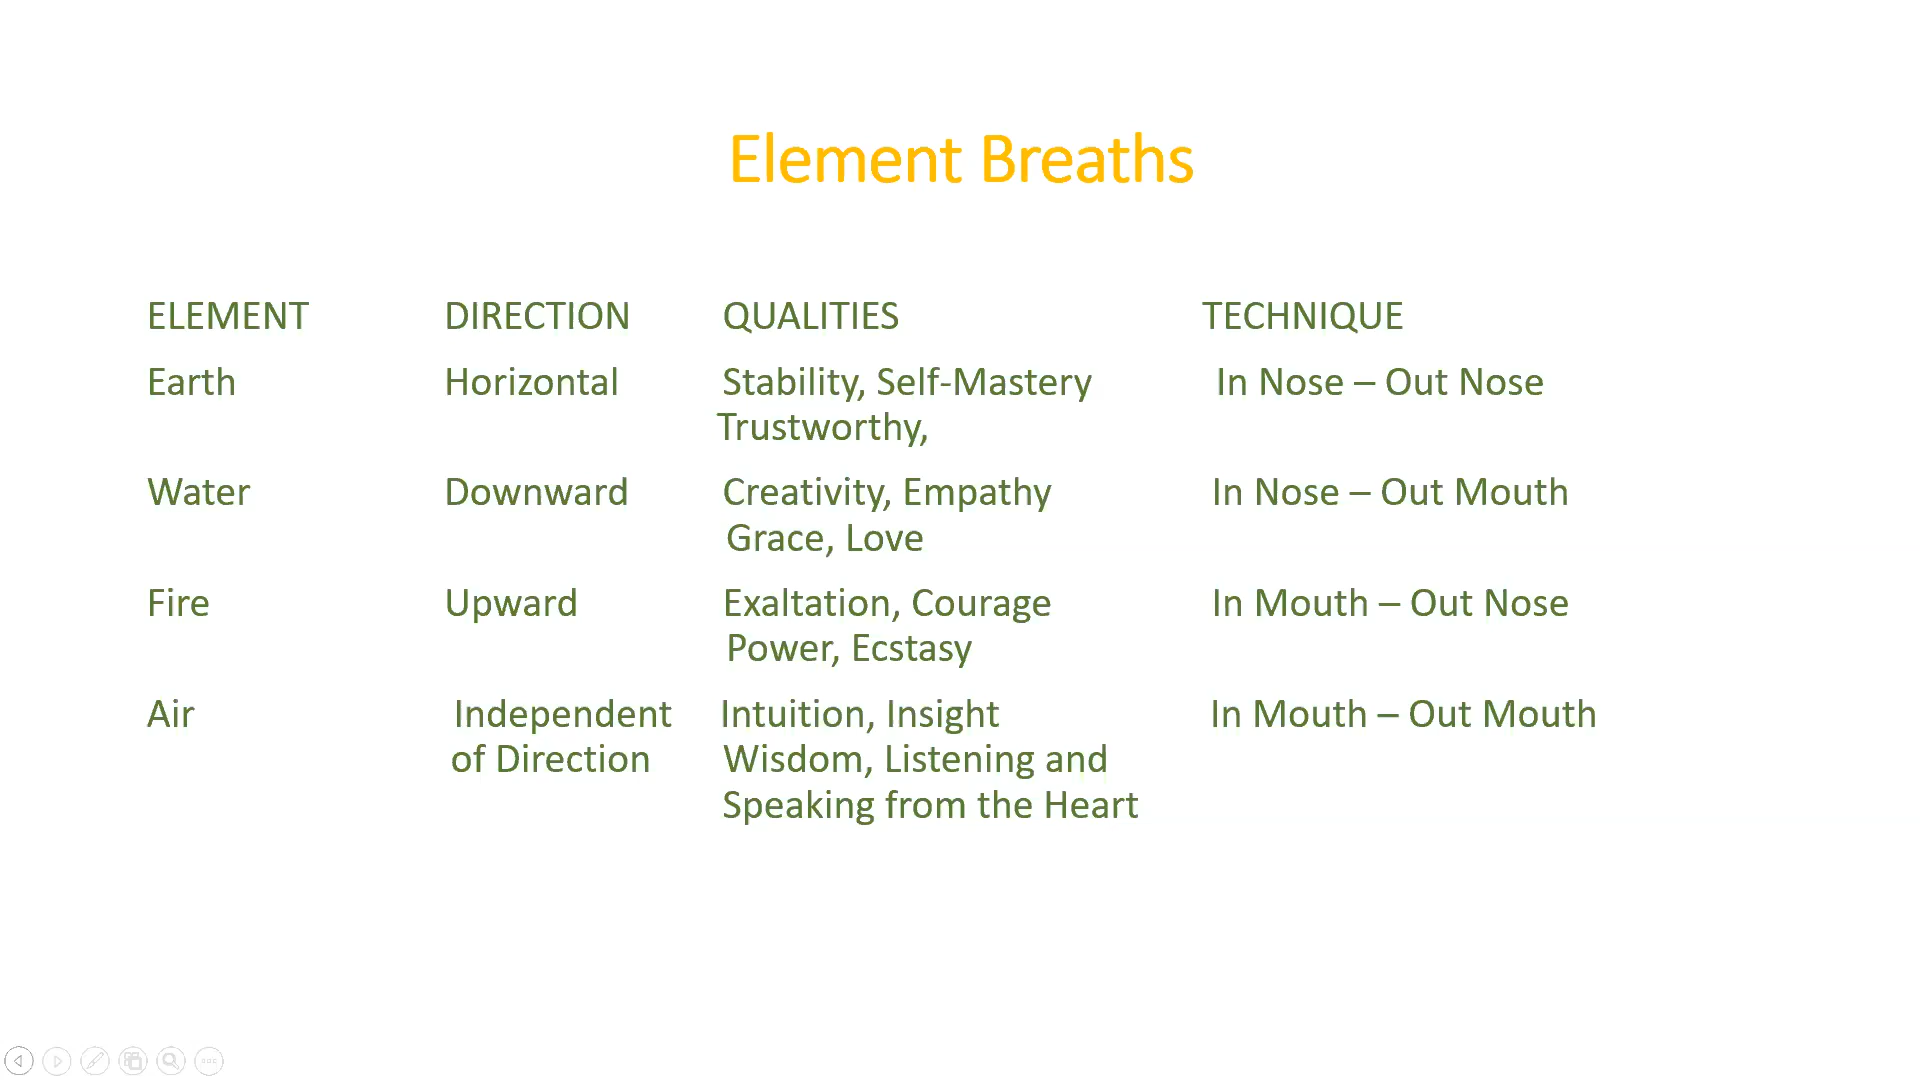 Element Breaths
ELEMENT DIRECTION QUALITIES TECHNIQUE
Earth Horizontal Stability, Self-Mastery In Nose – Out Nose
Trustworthy,
Water Downward Creativity, Empathy In Nose – Out Mouth
Grace, Love
Fire Upward Exaltation, Courage In Mouth – Out Nose
Power, Ecstasy
Air Independent Intuition, Insight In Mouth – Out Mouth
of Direction Wisdom, Listening and
Speaking from the Heart